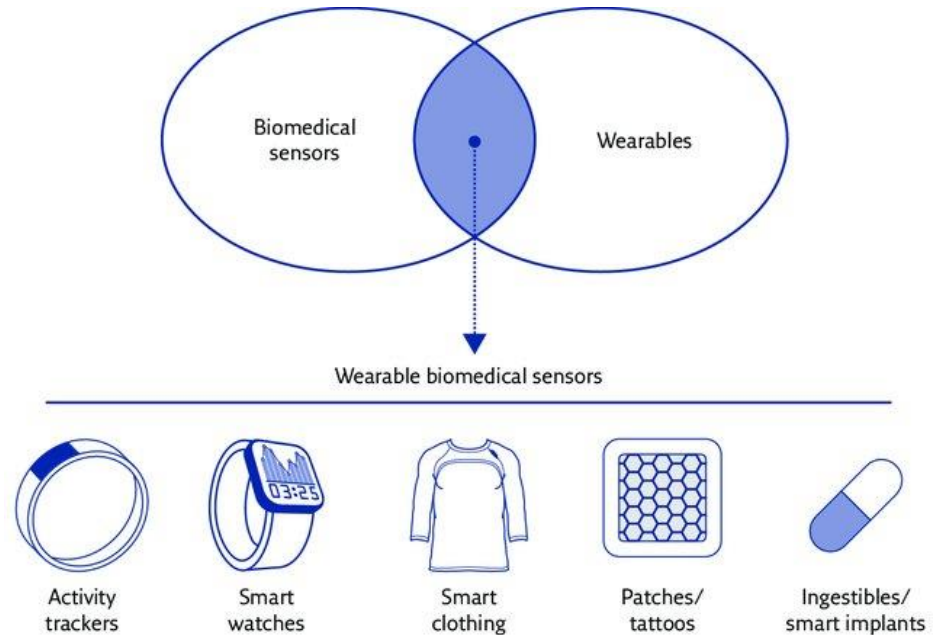 Biomedical
sensors
Wearables
Wearable biomedical sensors
03:25
Activity
trackers
Smart
watches
Smart
clothing
Patches/
tattoos
Ingestibles/
smart implants